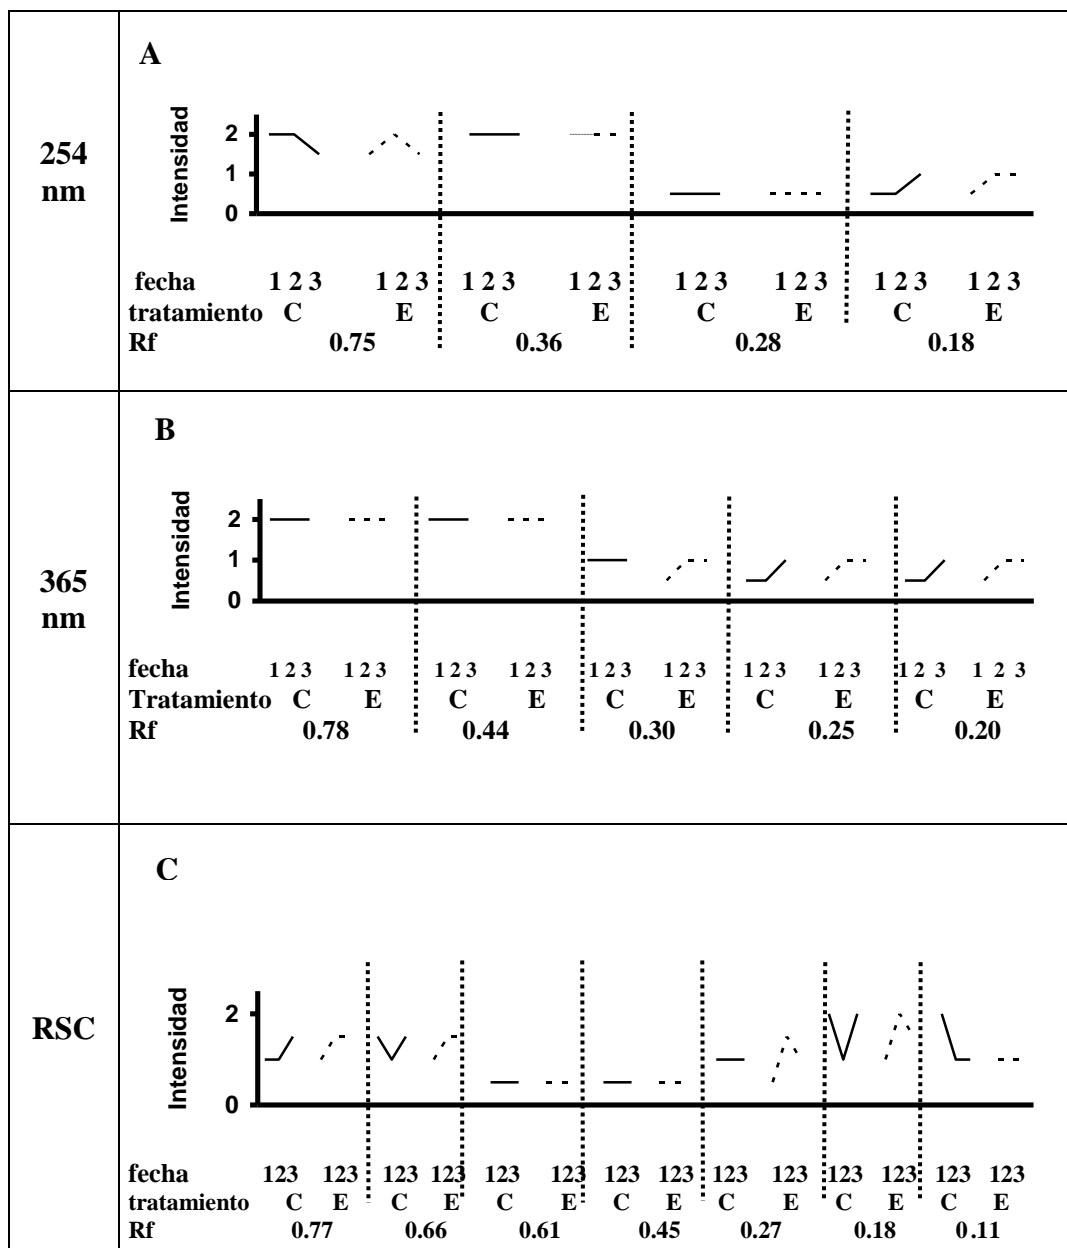 254
nm
A
Intensidad
2
1
0
fecha 1 2 3 1 2 3 1 2 3 1 2 3 1 2 3 1 2 3 1 2 3 1 2 3
tratamiento C E C E C E C E
Rf 0.75 0.36 0.28 0.18
365
nm
B
Intensidad
2
1
0
fecha 1 2 3 1 2 3 1 2 3 1 2 3 1 2 3 1 2 3 1 2 3 1 2 3 1 2 3 1 2 3
Tratamiento C E C E C E C E C E
Rf 0.78 0.44 0.30 0.25 0.20
RSC
C
Intensidad
2
0
fecha 123 123 123 123 123 123 123 123 123 123 123 123 123 123
tratamiento C E C E C E C E C E C E C E
Rf 0.77 0.66 0.61 0.45 0.27 0.18 0.11